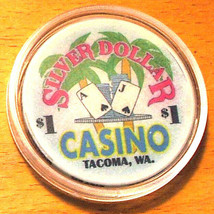 SILVER DOLLAR
A J
$1 $1
CASINO
TACOMA, WA.